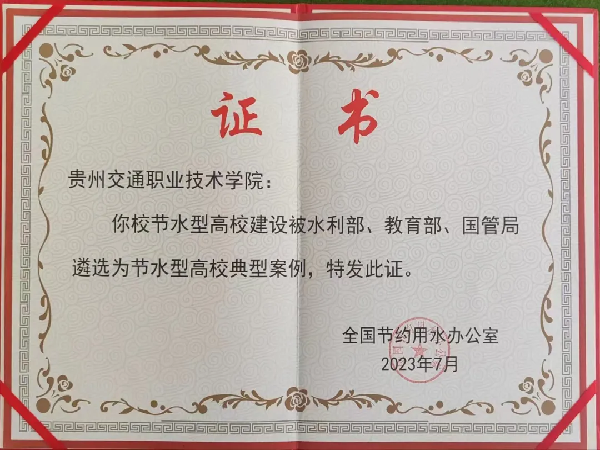 证 书
贵州交通职业技术学院：
你校节水型高校建设被水利部、教育部、国管局
遴选为节水型高校典型案例，特发此证。
全国节约用水办公室
2023年7月